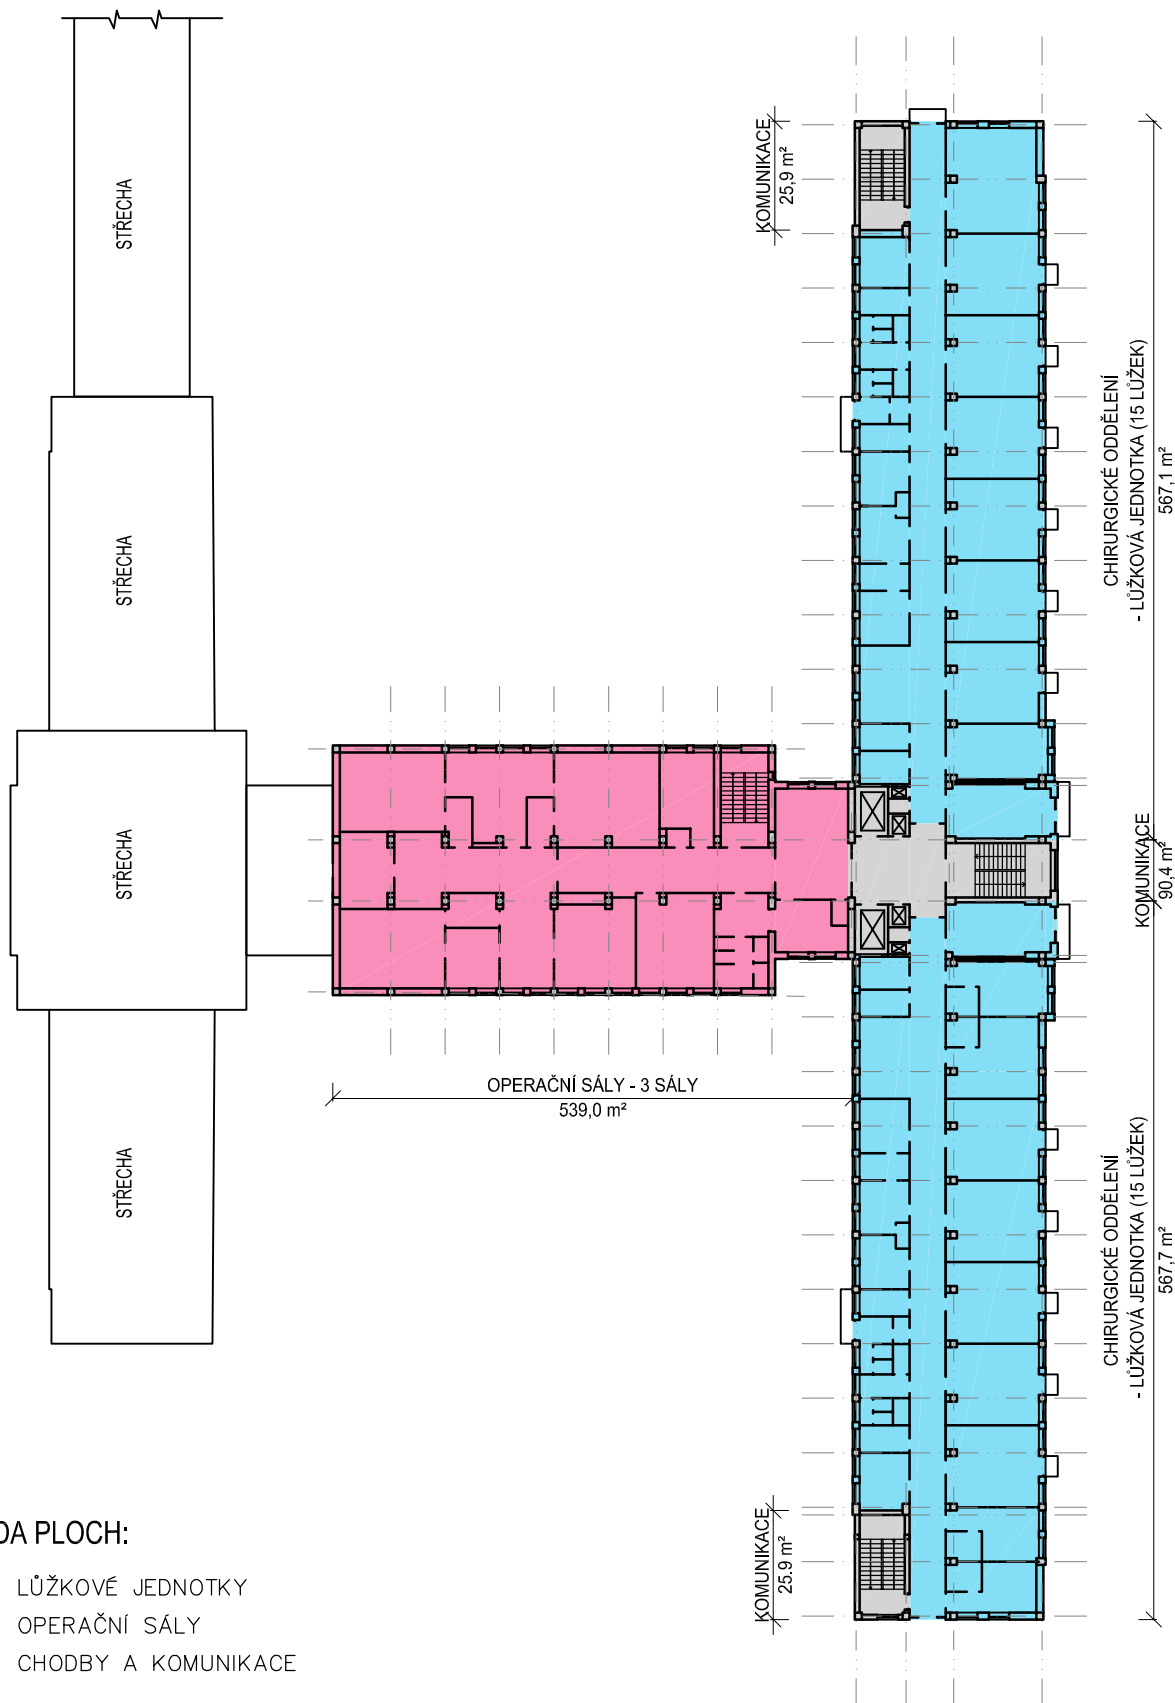 STŘECHA
STŘECHA
STŘECHA
STŘECHA
KOMUNIKACE
25,9 m²
CHIRURGICKÉ ODDĚLENÍ
- LŮŽKOVÁ JEDNOTKA (15 LŮŽEK)
567,1 m²
KOMUNIKACE
90,4 m²
OPERAČNÍ SÁLY - 3 SÁLY
539,0 m²
CHIRURGICKÉ ODDĚLENÍ
- LŮŽKOVÁ JEDNOTKA (15 LŮŽEK)
567,7 m²
KOMUNIKACE
25.9 m²
DA PLOCH:
LŮŽKOVÉ JEDNOTKY
OPERAČNÍ SÁLY
CHODBY A KOMUNIKACE